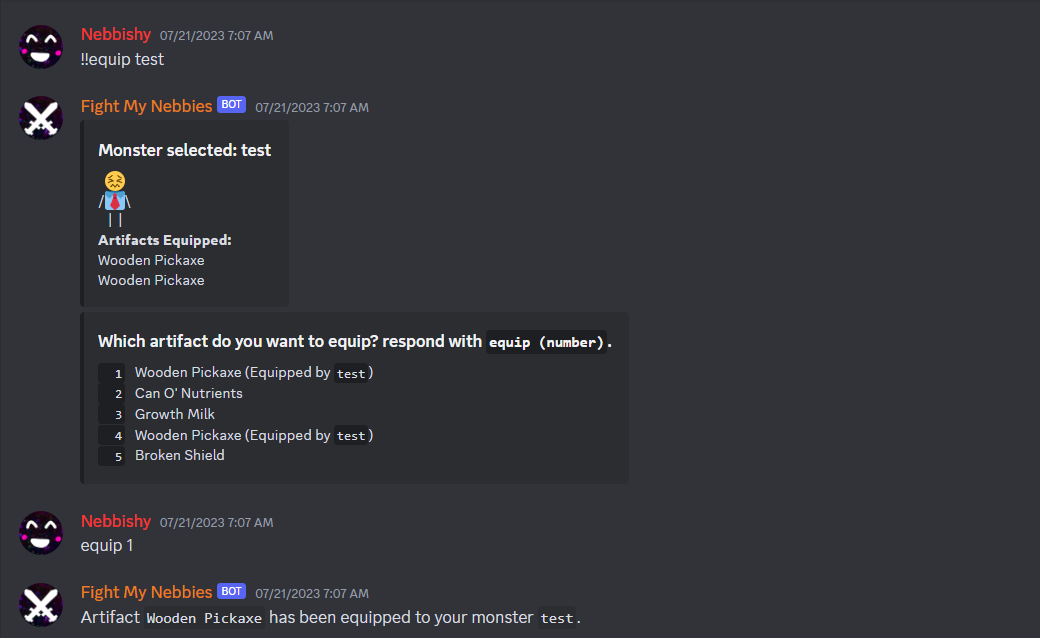 Nebbishy 07/21/2023 7:07 AM
!!equip test
Fight My Nebbies BOT 07/21/2023 7:07 AM
Monster selected: test
/ \
| |
Artifacts Equipped:
Wooden Pickaxe
Wooden Pickaxe
Which artifact do you want to equip? respond with equip (number).
1 Wooden Pickaxe (Equipped by test)
2 Can O' Nutrients
3 Growth Milk
4 Wooden Pickaxe (Equipped by test)
5 Broken Shield
Nebbishy 07/21/2023 7:07 AM
equip 1
Fight My Nebbies BOT 07/21/2023 7:07 AM
Artifact Wooden Pickaxe has been equipped to your monster test.